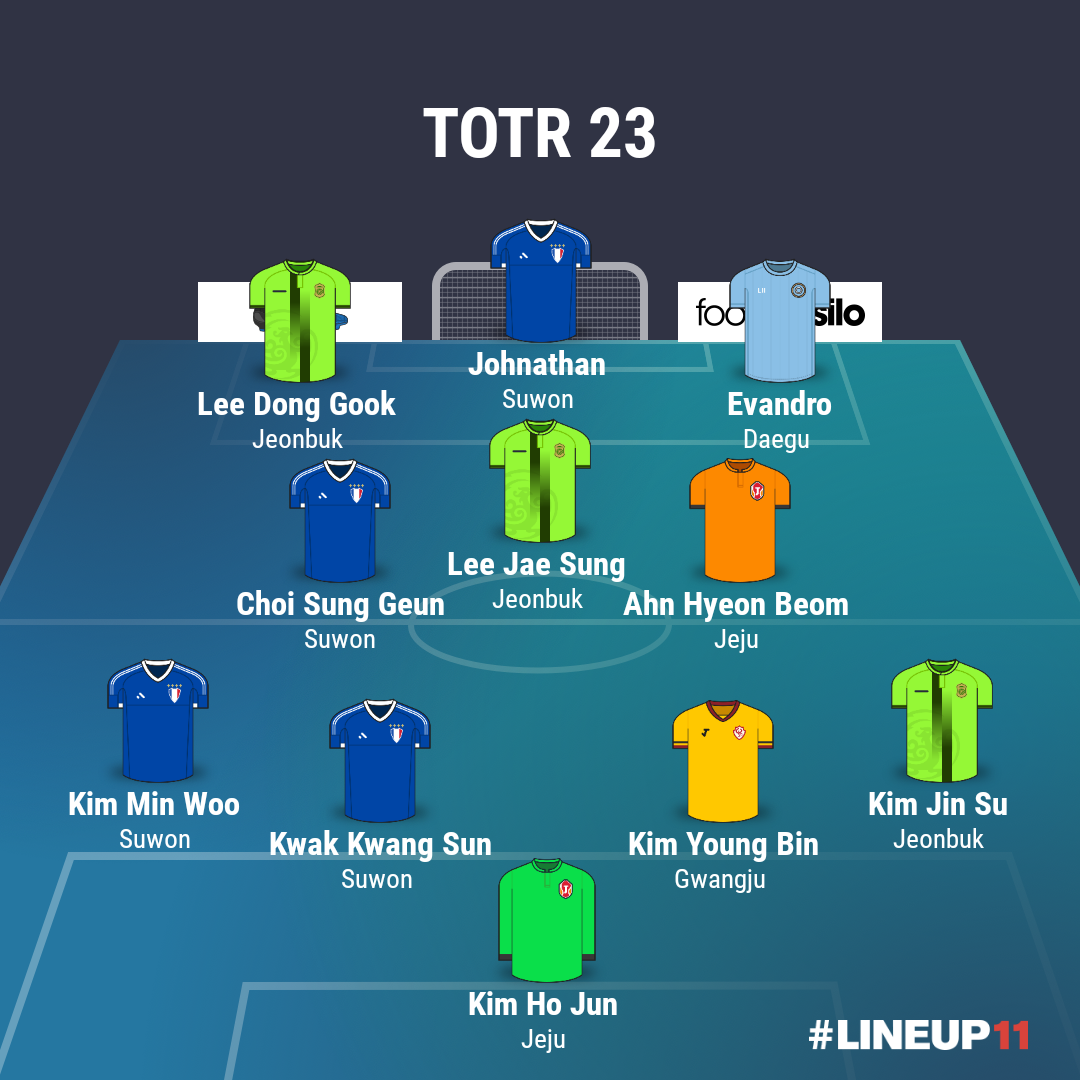 TOTR 23
Johnathan
Suwon
Lee Dong Gook
Jeonbuk
Evandro
Daegu
Lee Jae Sung
Jeonbuk
Choi Sung Geun
Suwon
Ahn Hyeon Beom
Jeju
Kim Min Woo
Suwon
Kim Jin Su
Jeonbuk
Kwak Kwang Sun
Suwon
Kim Young Bin
Gwangju
Kim Ho Jun
Jeju
#LINEUP11